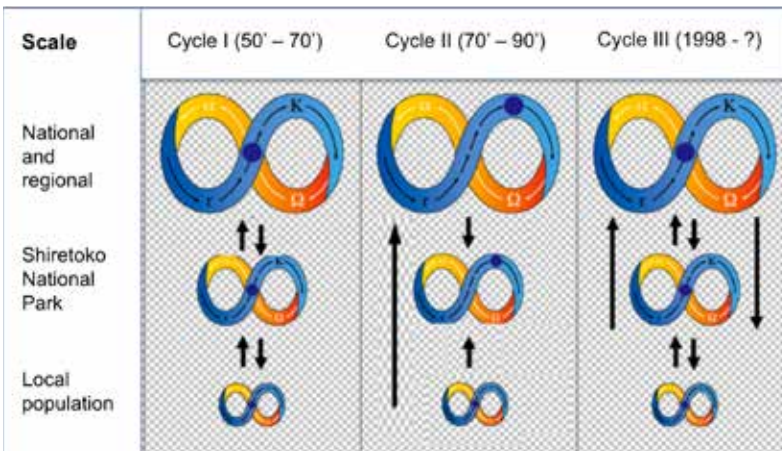 Scale
Cycle I (50' – 70')
Cycle II (70' – 90')
Cycle III (1998 - ?)
National
and
regional
α
K
r
Ω
α
r
Ω
α
K
r
Ω
Shiretoko
National
Park
K
Ω
Local
population